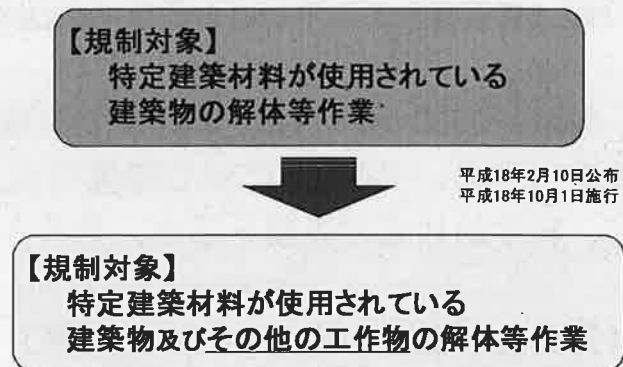 【規制対象】
特定建築材料が使用されている
建築物の解体等作業
平成18年2月10日公布
平成18年10月1日施行
【規制対象】
特定建築材料が使用されている
建築物及びその他の工作物の解体等作業